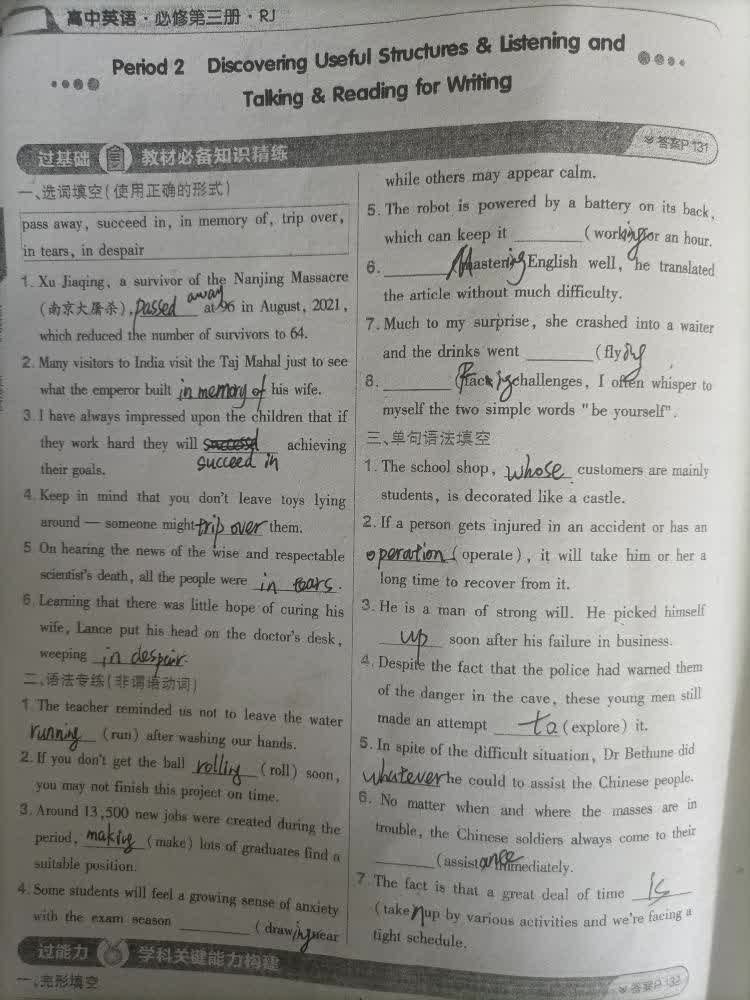 高中英语·必修第三册·RJ
Period 2 Discovering Useful Structures & Listening and
Talking & Reading for Writing
过基础 教材必备知识精练
答案P 131
一、选词填空(使用正确的形式)
pass away, succeed in, in memory of, trip over,
in tears, in despair
1. Xu Jiaqing, a survivor of the Nanjing Massacre
(南京大屠杀), passed away at 96 in August, 2021,
which reduced the number of survivors to 64.
2. Many visitors to India visit the Taj Mahal just to see
what the emperor built in memory of his wife.
3. I have always impressed upon the children that if
they work hard they will succeed in achieving
their goals.
4. Keep in mind that you don't leave toys lying
around — someone might trip over them.
5. On hearing the news of the wise and respectable
scientist's death, all the people were in tears.
6. Learning that there was little hope of curing his
wife, Lance put his head on the doctor's desk,
weeping in despair.
二、语法专练(非谓语动词)
1. The teacher reminded us not to leave the water
running (run) after washing our hands.
2. If you don't get the ball rolling (roll) soon,
you may not finish this project on time.
3. Around 13,500 new jobs were created during the
period, making (make) lots of graduates find a
suitable position.
4. Some students will feel a growing sense of anxiety
with the exam season ______ (drawing near
while others may appear calm.
5. The robot is powered by a battery on its back,
which can keep it ______ (working for an hour.
6. ______ Mastering English well, he translated
the article without much difficulty.
7. Much to my surprise, she crashed into a waiter
and the drinks went ______ (flying
8. ______ (Facing challenges, I often whisper to
myself the two simple words "be yourself".
三、单句语法填空
1. The school shop, whose customers are mainly
students, is decorated like a castle.
2. If a person gets injured in an accident or has an
operation (operate), it will take him or her a
long time to recover from it.
3. He is a man of strong will. He picked himself
up soon after his failure in business.
4. Despite the fact that the police had warned them
of the danger in the cave, these young men still
made an attempt to (explore) it.
5. In spite of the difficult situation, Dr Bethune did
whatever he could to assist the Chinese people.
6. No matter when and where the masses are in
trouble, the Chinese soldiers always come to their
______ (assistance immediately.
7. The fact is that a great deal of time is
(taken up by various activities and we're facing a
tight schedule.
过能力 学科关键能力构建
一、完形填空
答案P 132